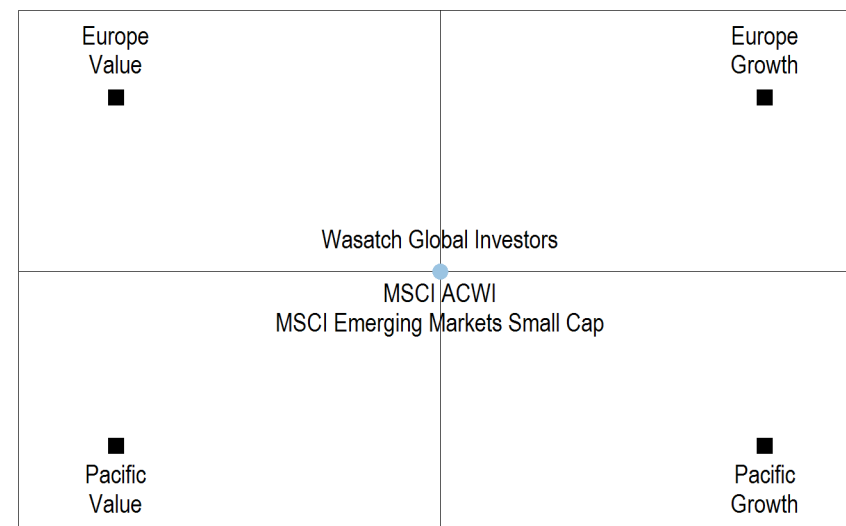 Europe
Value
Europe
Growth
Wasatch Global Investors
MSCI ACWI
MSCI Emerging Markets Small Cap
Pacific
Value
Pacific
Growth